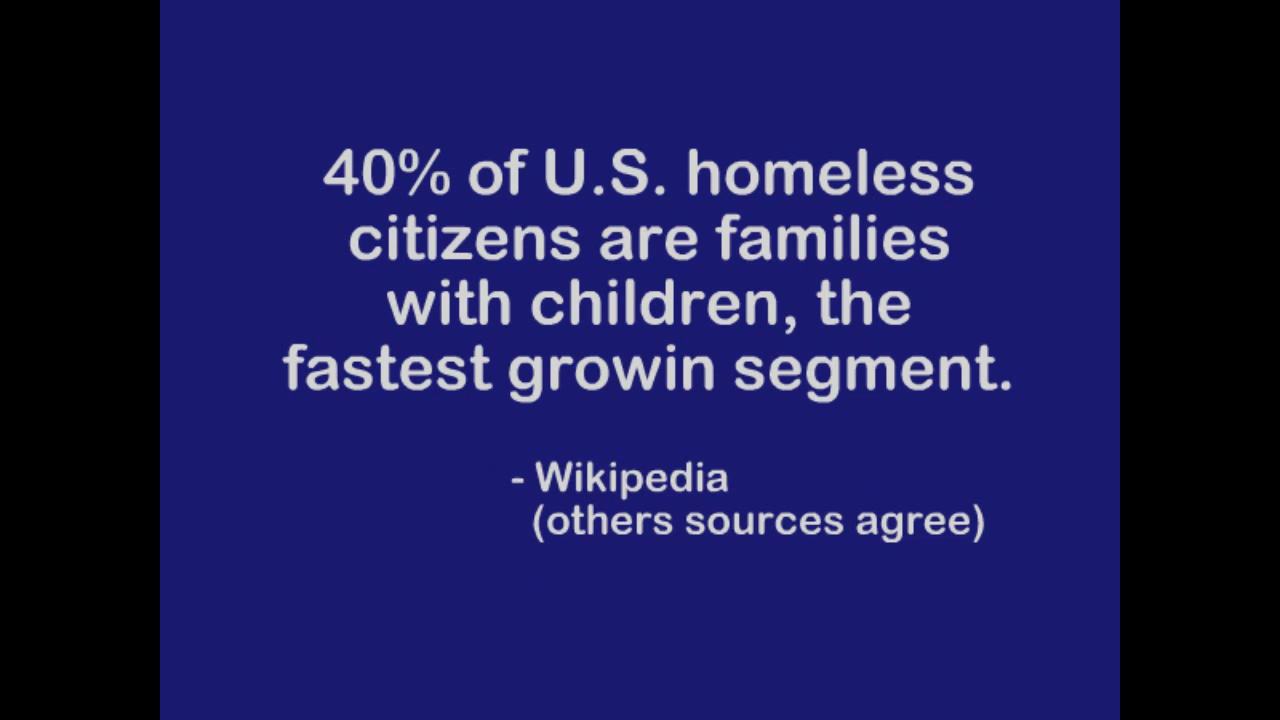 40% of U.S. homeless
citizens are families
with children, the
fastest growin segment.
- Wikipedia
(others sources agree)